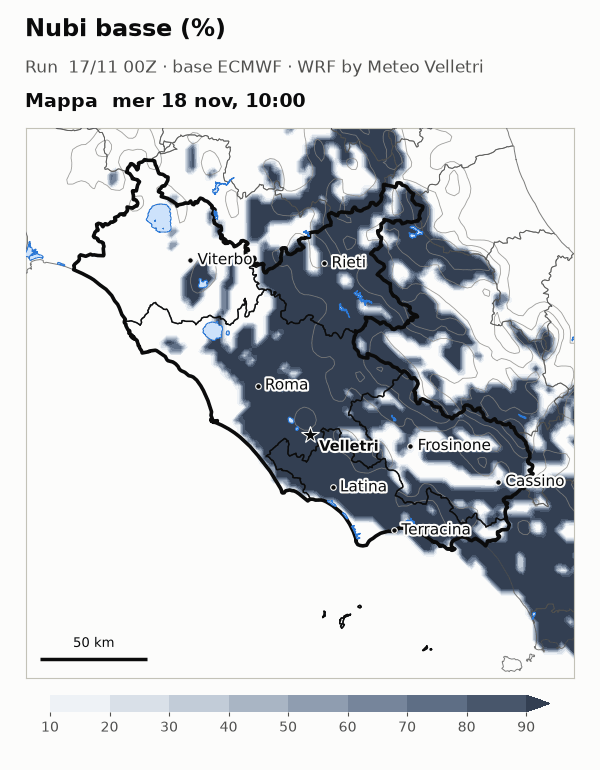 Nubi basse (%)
Run  17/11 00Z · base ECMWF · WRF by Meteo Velletri
Mappa  mer 18 nov, 10:00
Viterbo
Rieti
Roma
Velletri
Frosinone
Latina
Cassino
Terracina
50 km
10 20 30 40 50 60 70 80 90